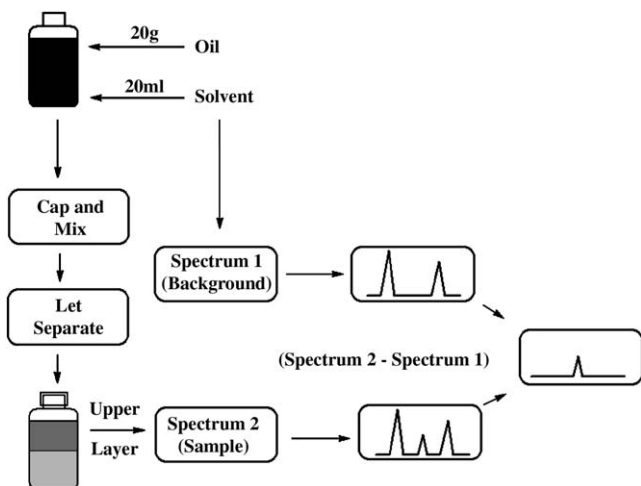 20g
Oil
20ml
Solvent
Cap and
Mix
Spectrum 1
(Background)
Let
Separate
(Spectrum 2 - Spectrum 1)
Upper
Layer
Spectrum 2
(Sample)